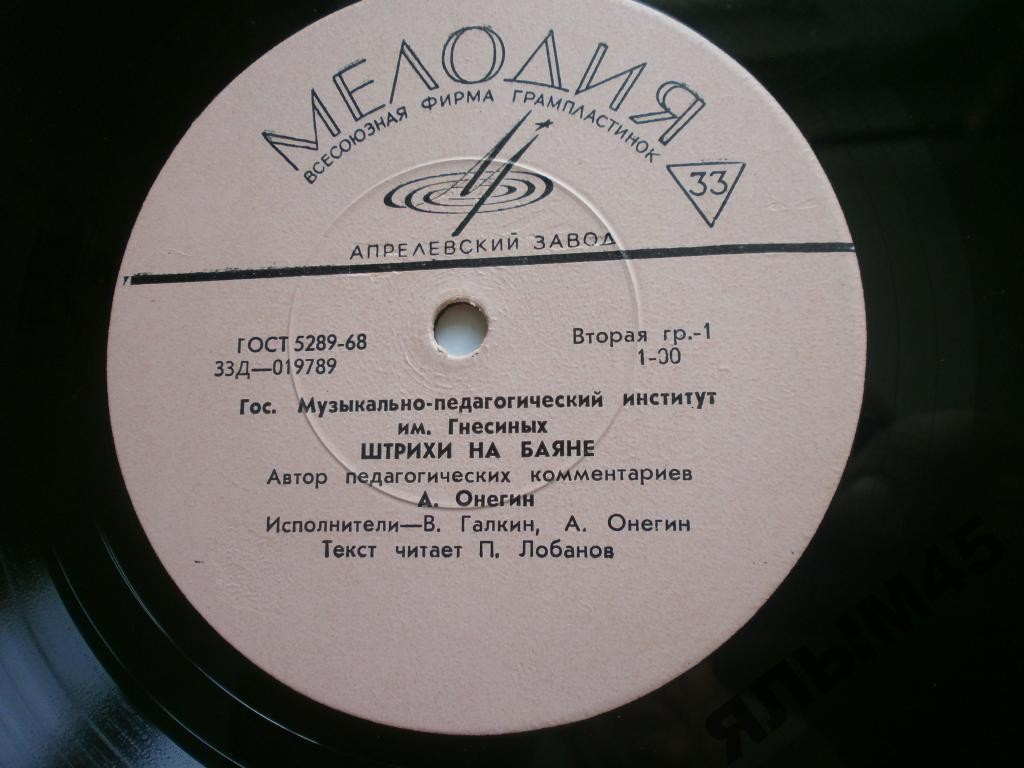 МЕЛОДИЯ
ВСЕСОЮЗНАЯ ФИРМА ГРАМПЛАСТИНОК
33
АПРЕЛЕВСКИЙ ЗАВОД
ГОСТ 5289-68
33Д—019789
Вторая гр.-1
1-00
Гос. Музыкально-педагогический институт
им. Гнесиных
ШТРИХИ НА БАЯНЕ
Автор педагогических комментариев
А. Онегин
Исполнители—В. Галкин, А. Онегин
Текст читает П. Лобанов
ЯЛЫМ45